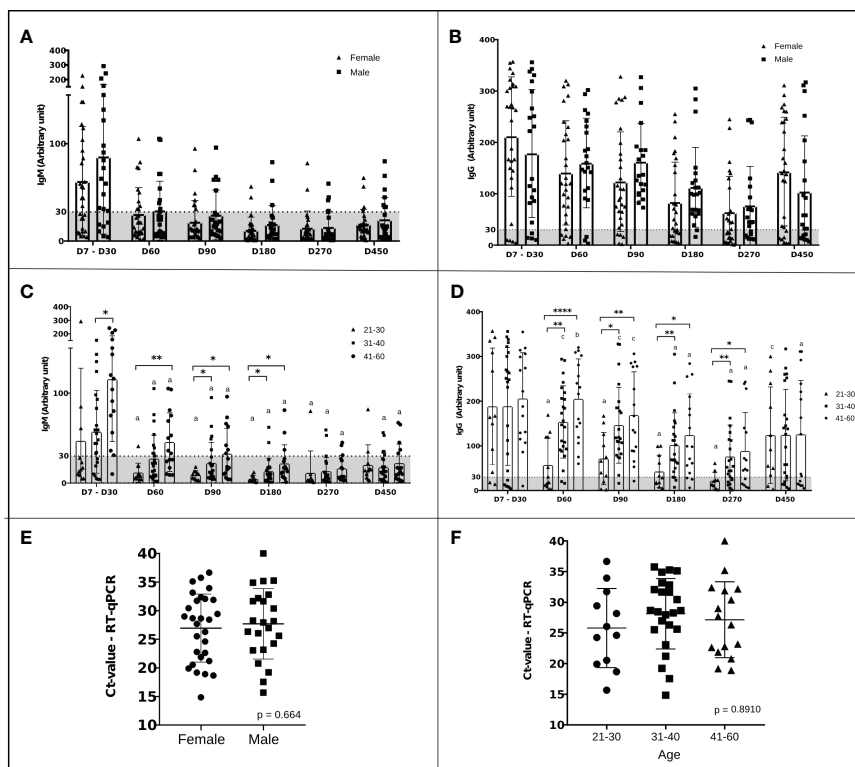 A
400
300
200
100
30
0
IgM (Arbitrary unit)
Female
Male
D7 - D30 D60 D90 D180 D270 D450
B
400
300
200
100
30
0
IgG (Arbitrary unit)
Female
Male
D7 - D30 D60 D90 D180 D270 D450
C
400
300
200
100
30
0
IgM (Arbitrary unit)
21-30
31-40
41-60
* ** * * * *
a a a a a a a a a a a a a a a
D7 - D30 D60 D90 D180 D270 D450
D
400
300
200
100
30
0
IgG (Arbitrary unit)
**** ** ** * * * * **
a c b a c c a c a a a a c a
21-30
31-40
41-60
D7 - D30 D60 D90 D180 D270 D450
E
40
35
30
25
20
15
10
Ct-value - RT-qPCR
p = 0.664
Female Male
F
40
35
30
25
20
15
10
Ct-value - RT-qPCR
p = 0.8910
21-30 31-40 41-60
Age